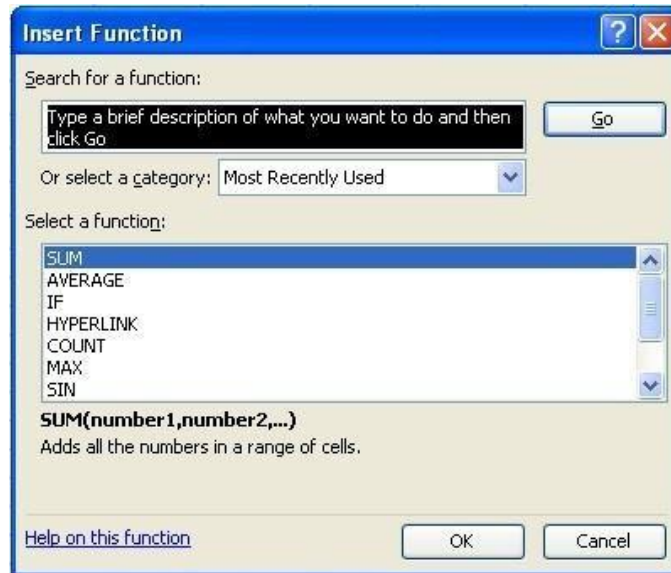 Insert Function
?
Search for a function:
Type a brief description of what you want to do and then
click Go
Go
Or select a category: Most Recently Used
Select a function:
SUM
AVERAGE
IF
HYPERLINK
COUNT
MAX
SIN
SUM(number1,number2,...)
Adds all the numbers in a range of cells.
Help on this function
OK
Cancel